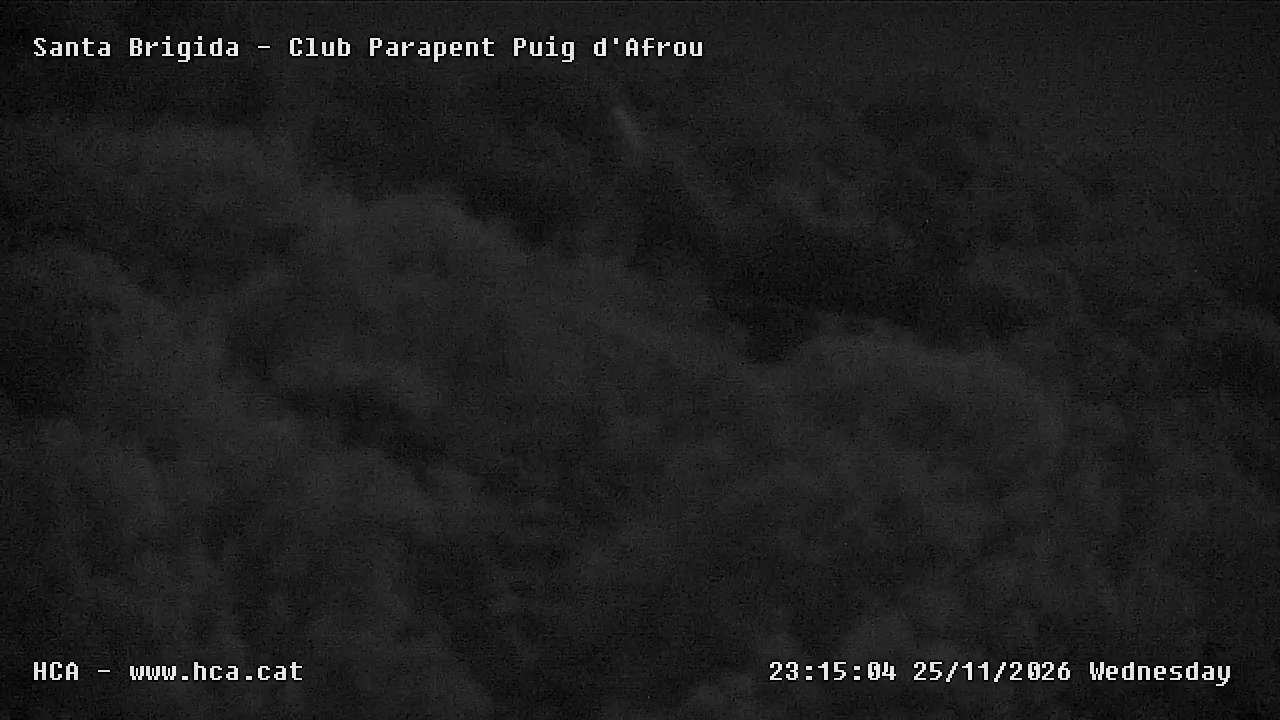 Santa Brigida - Club Parapent Puig d'Afrou
HCA - www.hca.cat
23:15:04 25/11/2026 Wednesday